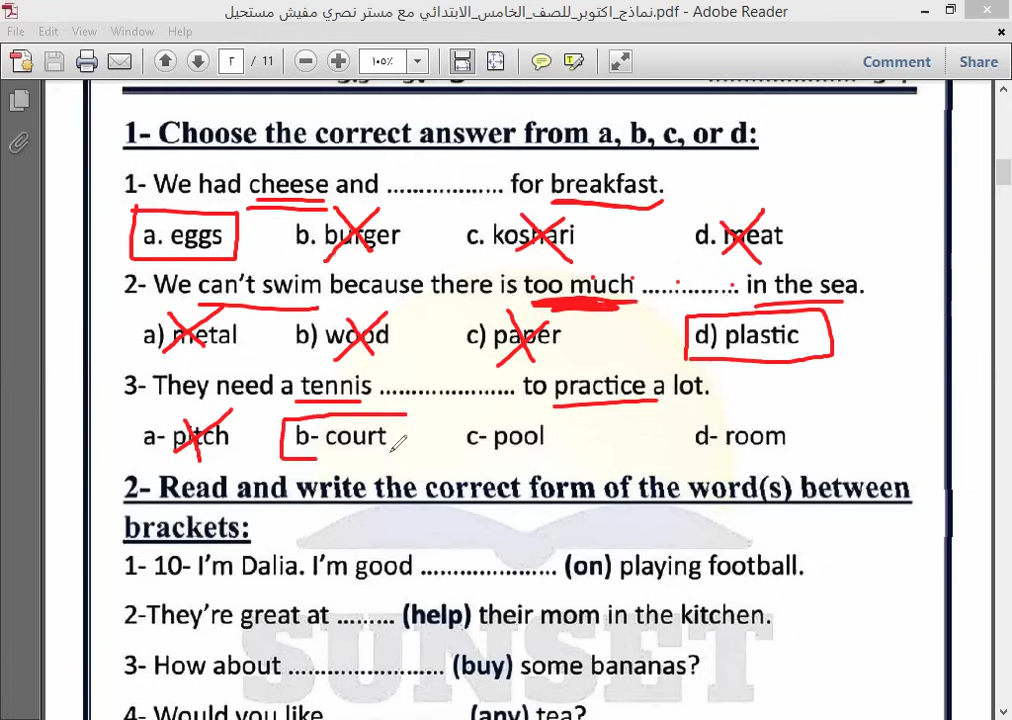 نماذج_اكتوبر_للصف_الخامس_الابتدائي مع مستر نصري مفيش مستحيل.pdf - Adobe Reader
File Edit View Window Help
٢ / 11 ١٠٥٪ Comment Share
1- Choose the correct answer from a, b, c, or d:
1- We had cheese and ........................ for breakfast.
a. eggs b. burger c. koshari d. meat
2- We can’t swim because there is too much .................... in the sea.
a) metal b) wood c) paper d) plastic
3- They need a tennis ............................ to practice a lot.
a- pitch b- court c- pool d- room
2- Read and write the correct form of the word(s) between
brackets:
1- 10- I’m Dalia. I’m good ............................ (on) playing football.
2-They’re great at ......... (help) their mom in the kitchen.
3- How about ................................ (buy) some bananas?
4- Would you like ........................ (any) tea?
SUNSET